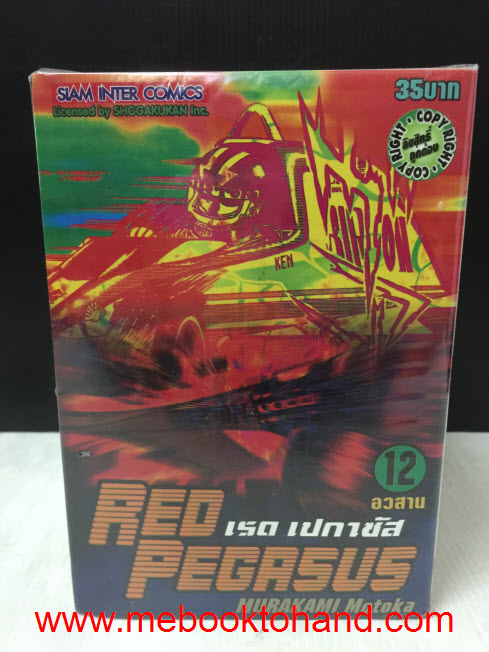 SIAM INTER COMICS
Licensed by SHOGAKUKAN Inc.
35บาท
COPYRIGHT • COPYRIGHT •
ลิขสิทธิ์
ถูกต้อง
KEN
12
อวสาน
RED
เรด เปกาซัส
PEGASUS
MURAKAMI Motoka
www.mebooktohand.com